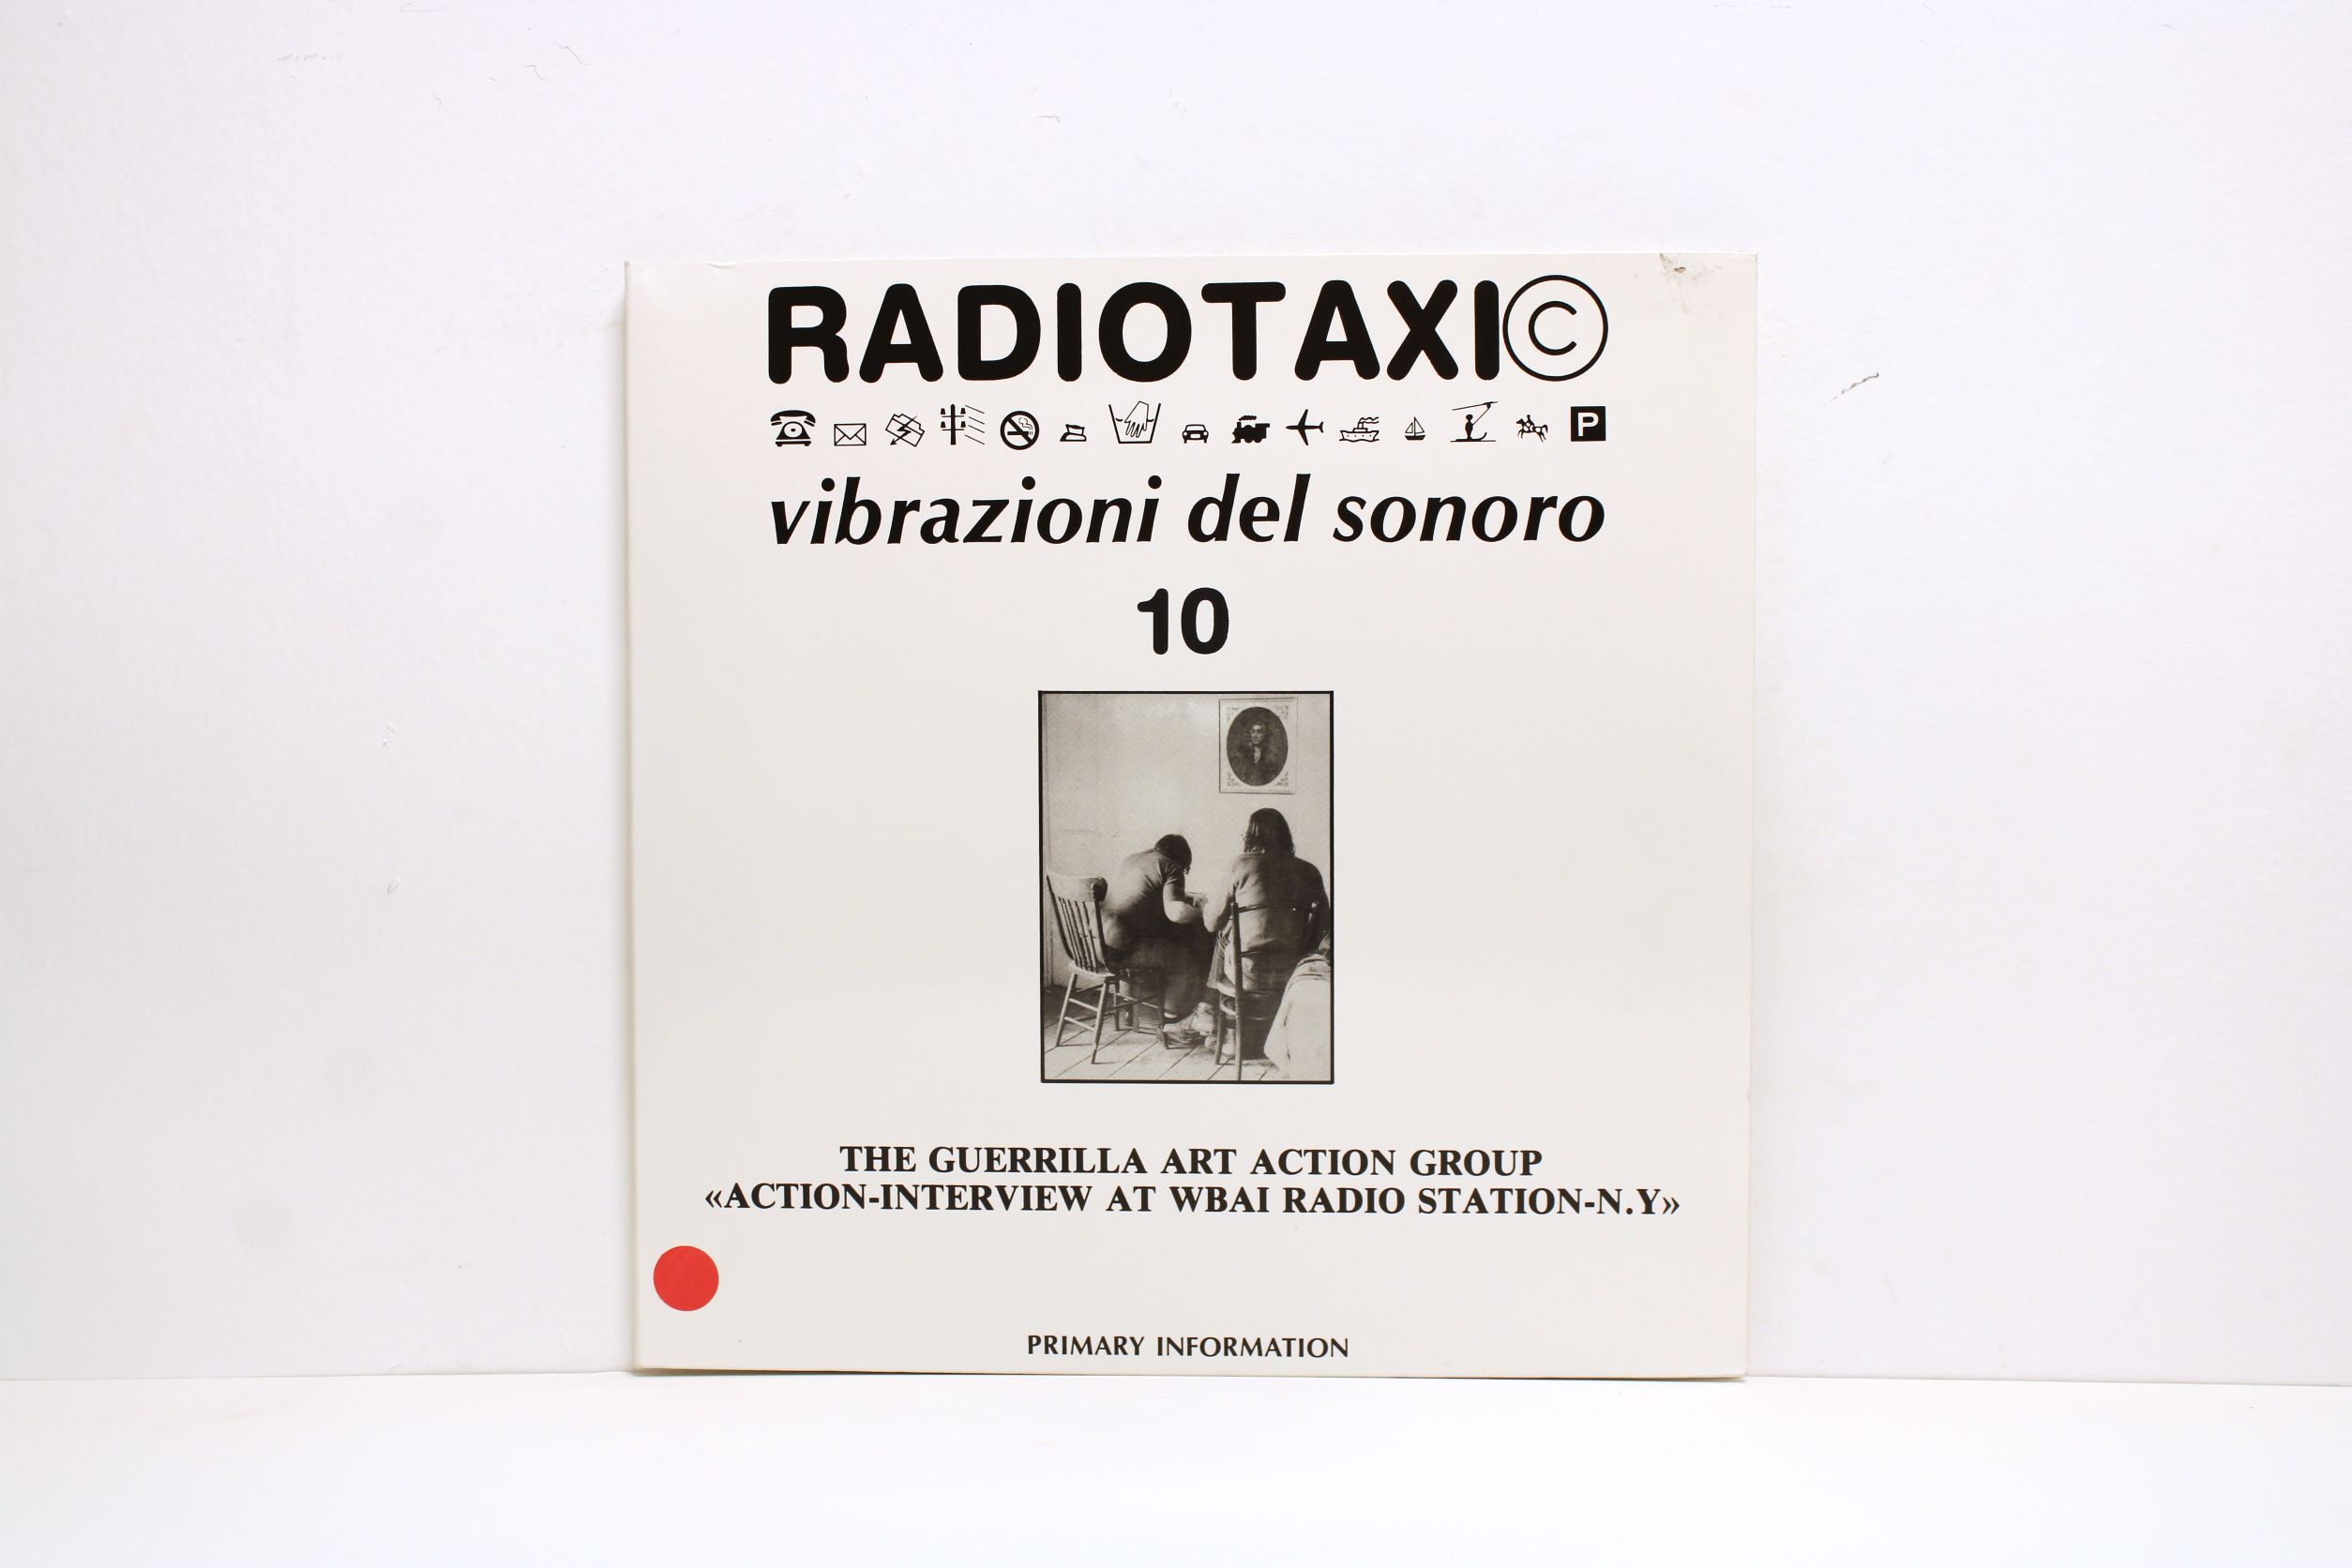 RADIOTAXI©
P
vibrazioni del sonoro
10
THE GUERRILLA ART ACTION GROUP
«ACTION-INTERVIEW AT WBAI RADIO STATION-N.Y»
PRIMARY INFORMATION